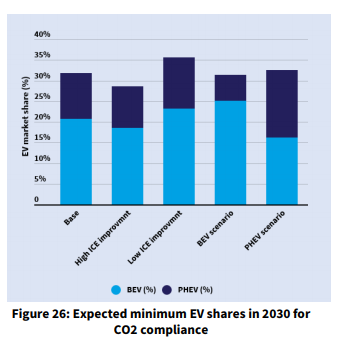 40%
35%
30%
25%
20%
15%
10%
5%
0
EV market share (%)
Base
High ICE improvmnt
Low ICE improvmnt
BEV scenario
PHEV scenario
BEV (%) PHEV (%)
Figure 26: Expected minimum EV shares in 2030 for
CO2 compliance